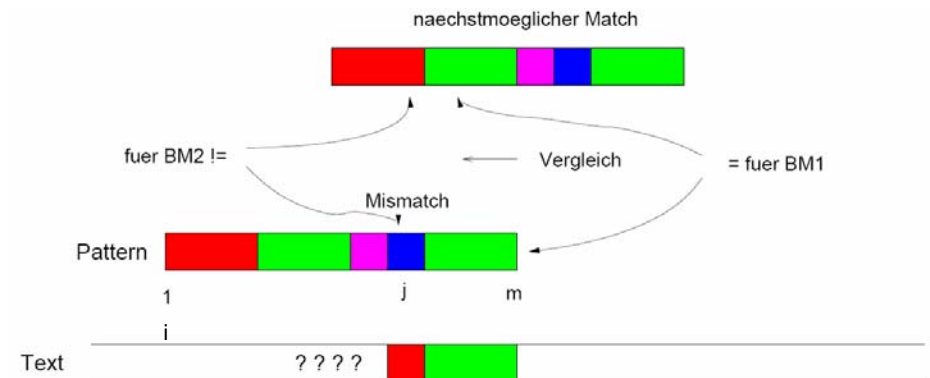 naechstmoeglicher Match
fuer BM2 !=
Vergleich
= fuer BM1
Mismatch
Pattern
1
j
m
i
Text
? ? ? ?